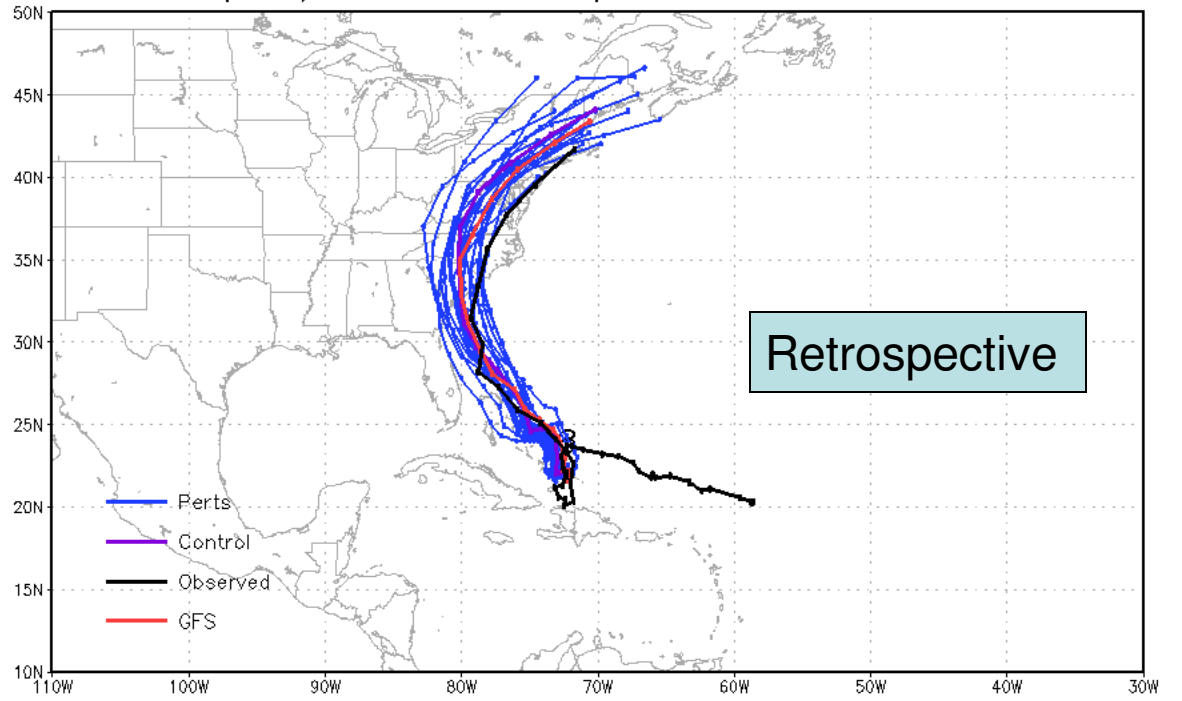 50N
45N
40N
35N
30N
25N
20N
15N
10N
Retrospective
Perts
Control
Observed
GFS
110W 100W 90W 80W 70W 60W 50W 40W 30W